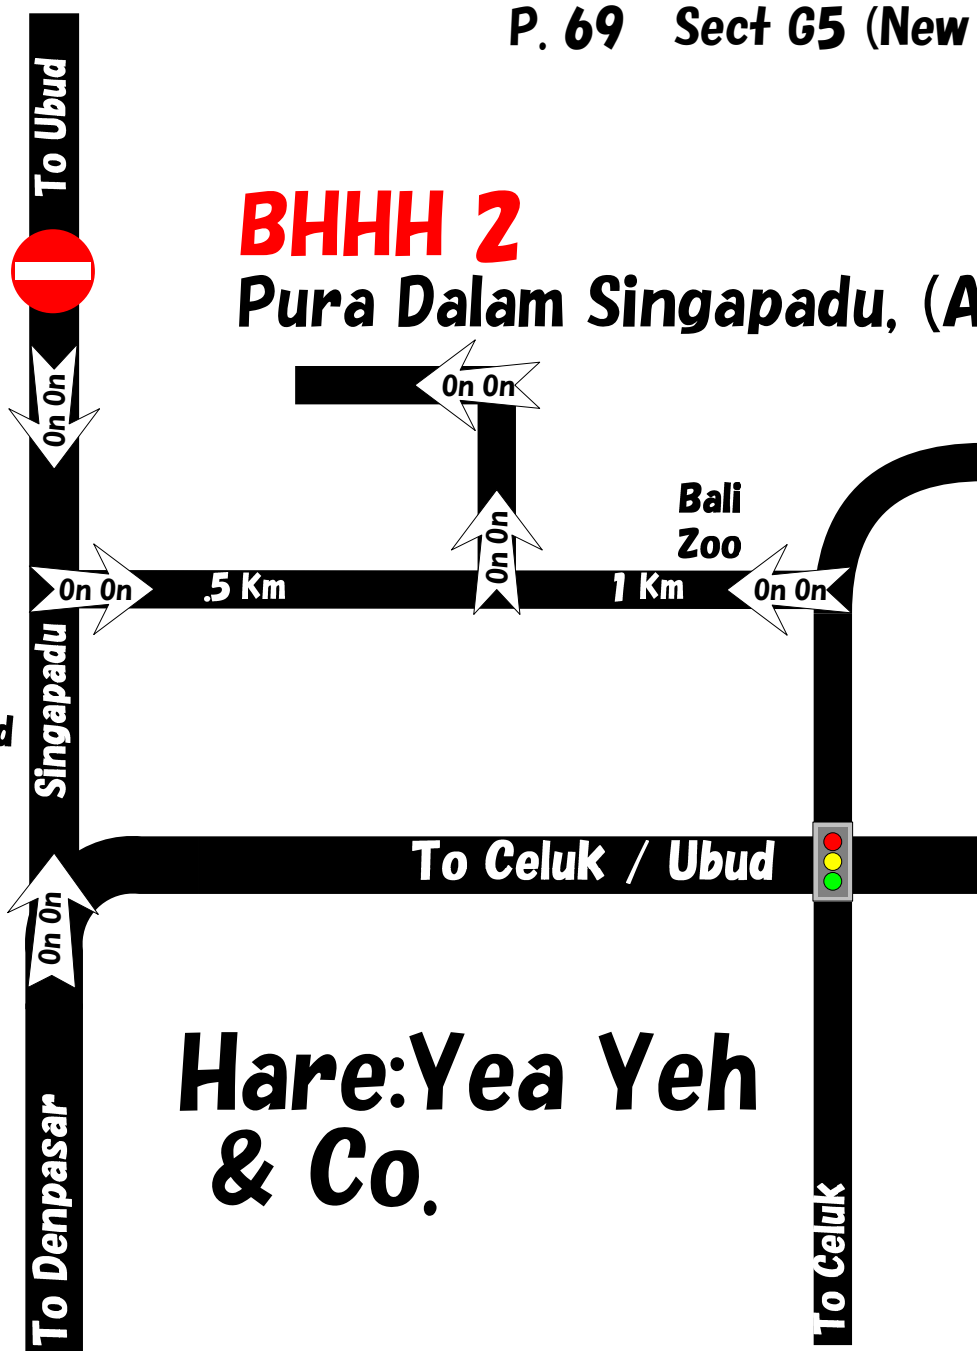 P. 69 Sect G5 (New
To Ubud
BHHH 2
Pura Dalam Singapadu, (A
On On
On On
Bali
Zoo
On On
On On
.5 Km
1 Km
On On
Singapadu
d
To Celuk / Ubud
On On
Hare:Yea Yeh
& Co.
To Denpasar
To Celuk